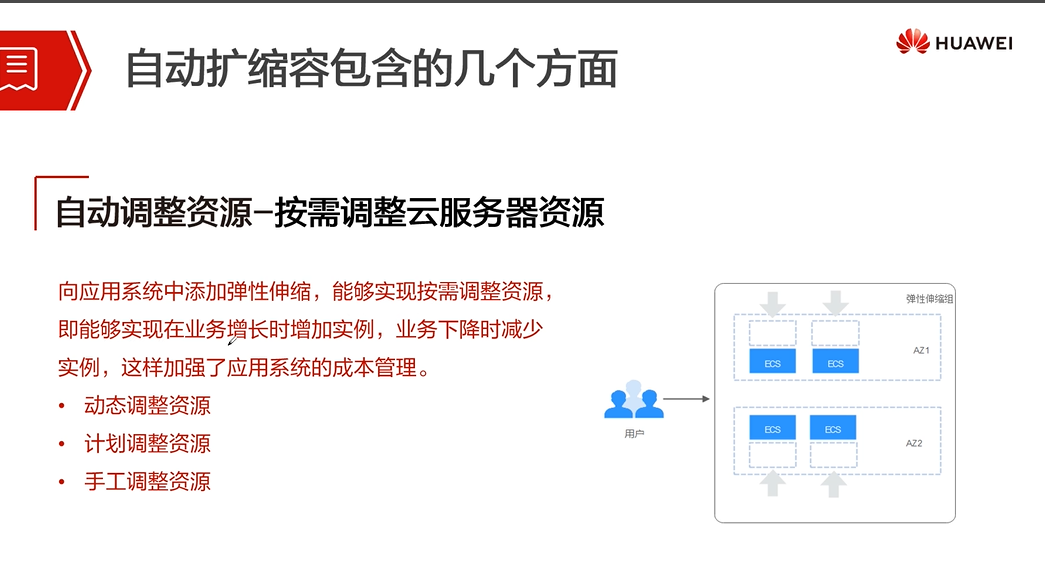 自动扩缩容包含的几个方面
HUAWEI
自动调整资源–按需调整云服务器资源
向应用系统中添加弹性伸缩，能够实现按需调整资源，
即能够实现在业务增长时增加实例，业务下降时减少
实例，这样加强了应用系统的成本管理。
• 动态调整资源
• 计划调整资源
• 手工调整资源
用户
弹性伸缩组
ECS
ECS
AZ1
ECS
ECS
AZ2